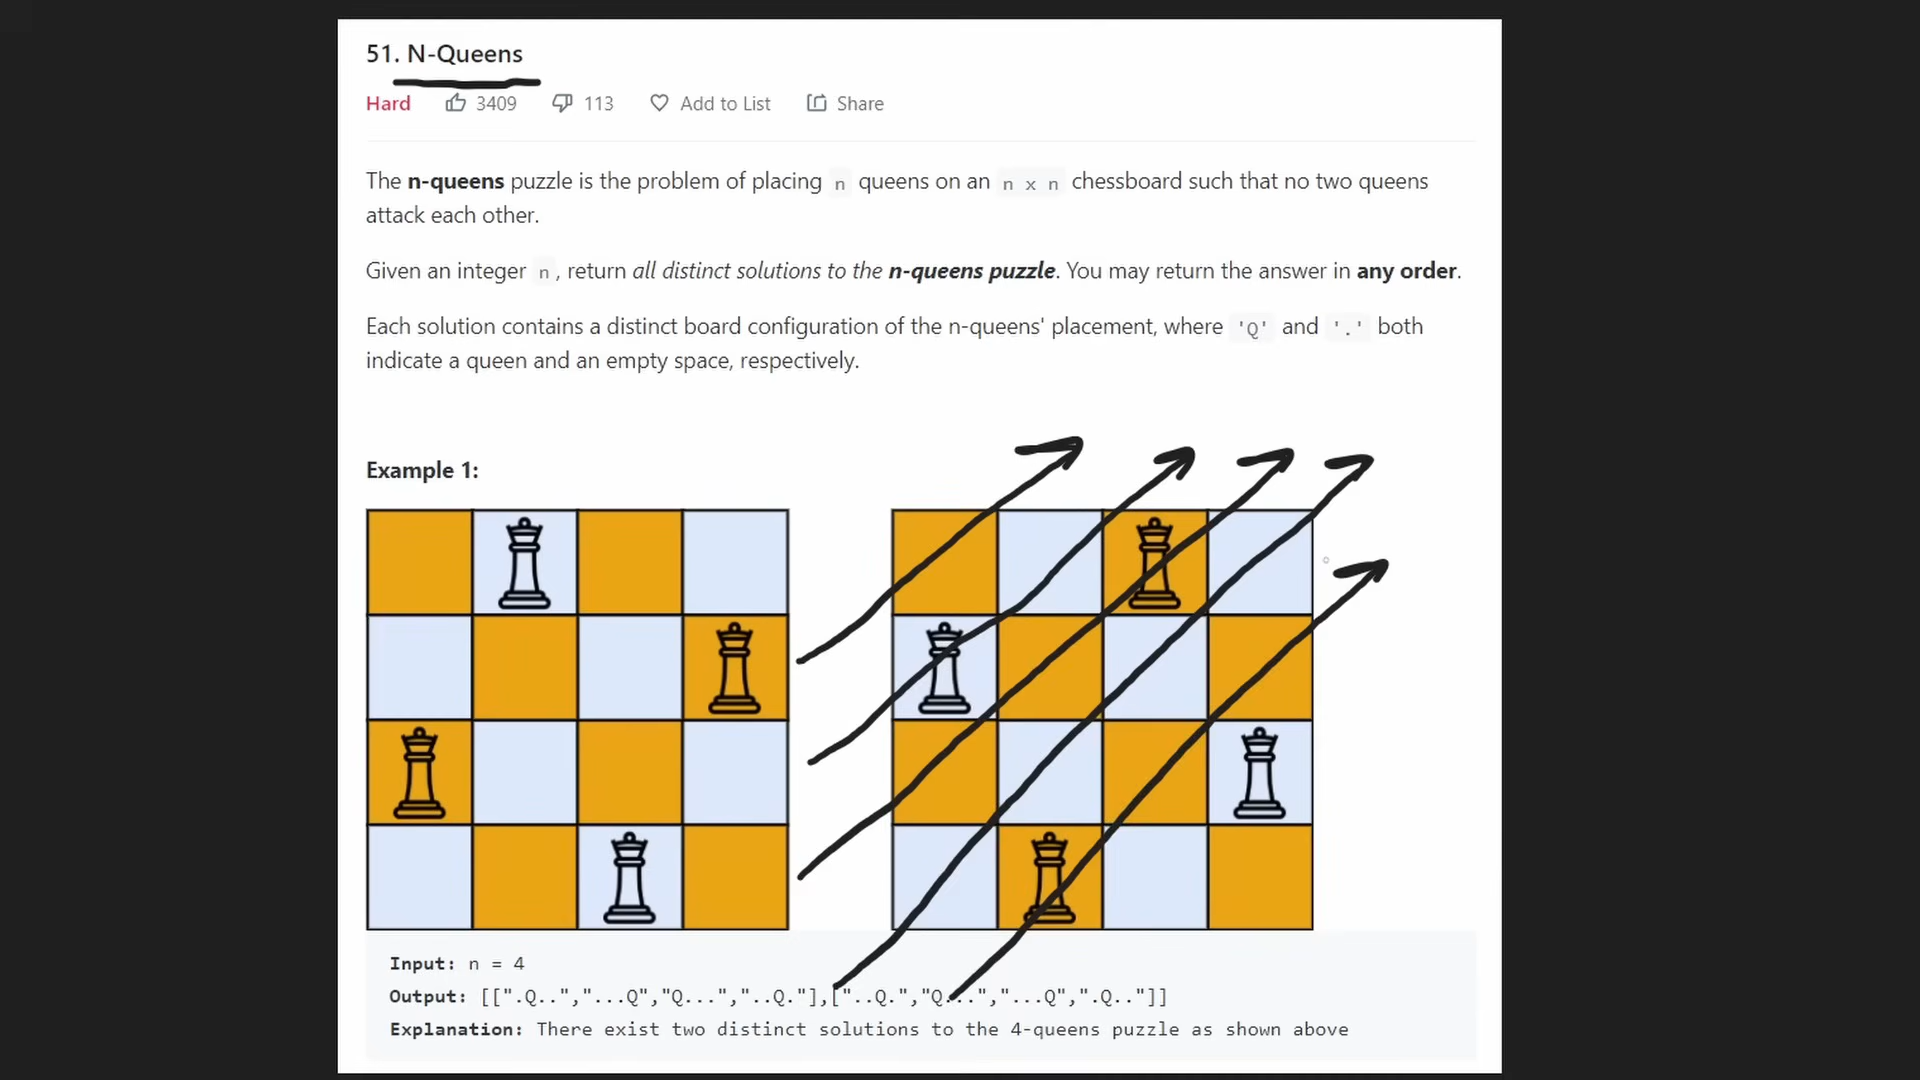 51. N-Queens
Hard 3409 113 Add to List Share
The n-queens puzzle is the problem of placing n queens on an n x n chessboard such that no two queens
attack each other.
Given an integer n, return all distinct solutions to the n-queens puzzle. You may return the answer in any order.
Each solution contains a distinct board configuration of the n-queens' placement, where 'Q' and '.' both
indicate a queen and an empty space, respectively.
Example 1:
Input: n = 4
Output: [[".Q..","...Q","Q...","..Q."],["..Q.","Q...","...Q",".Q.."]]
Explanation: There exist two distinct solutions to the 4-queens puzzle as shown above